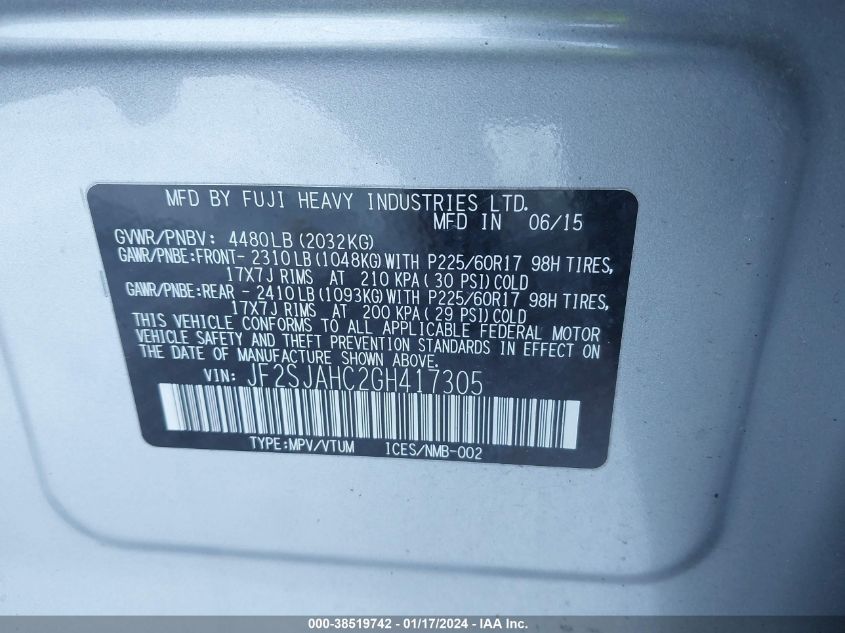 MFD BY FUJI HEAVY INDUSTRIES LTD.
MFD IN 06/15
GVWR/PNBV: 4480LB (2032KG)
GAWR/PNBE:FRONT- 2310LB (1048KG) WITH P225/60R17 98H TIRES,
17X7J RIMS AT 210 KPA (30 PSI) COLD
GAWR/PNBE:REAR - 2410LB (1093KG) WITH P225/60R17 98H TIRES,
17X7J RIMS AT 200 KPA (29 PSI) COLD
THIS VEHICLE CONFORMS TO ALL APPLICABLE FEDERAL MOTOR
VEHICLE SAFETY AND THEFT PREVENTION STANDARDS IN EFFECT ON
THE DATE OF MANUFACTURE SHOWN ABOVE.
VIN: JF2SJAHC2GH417305
TYPE:MPV/VTUM ICES/NMB-002
000-38519742 - 01/17/2024 - IAA Inc.